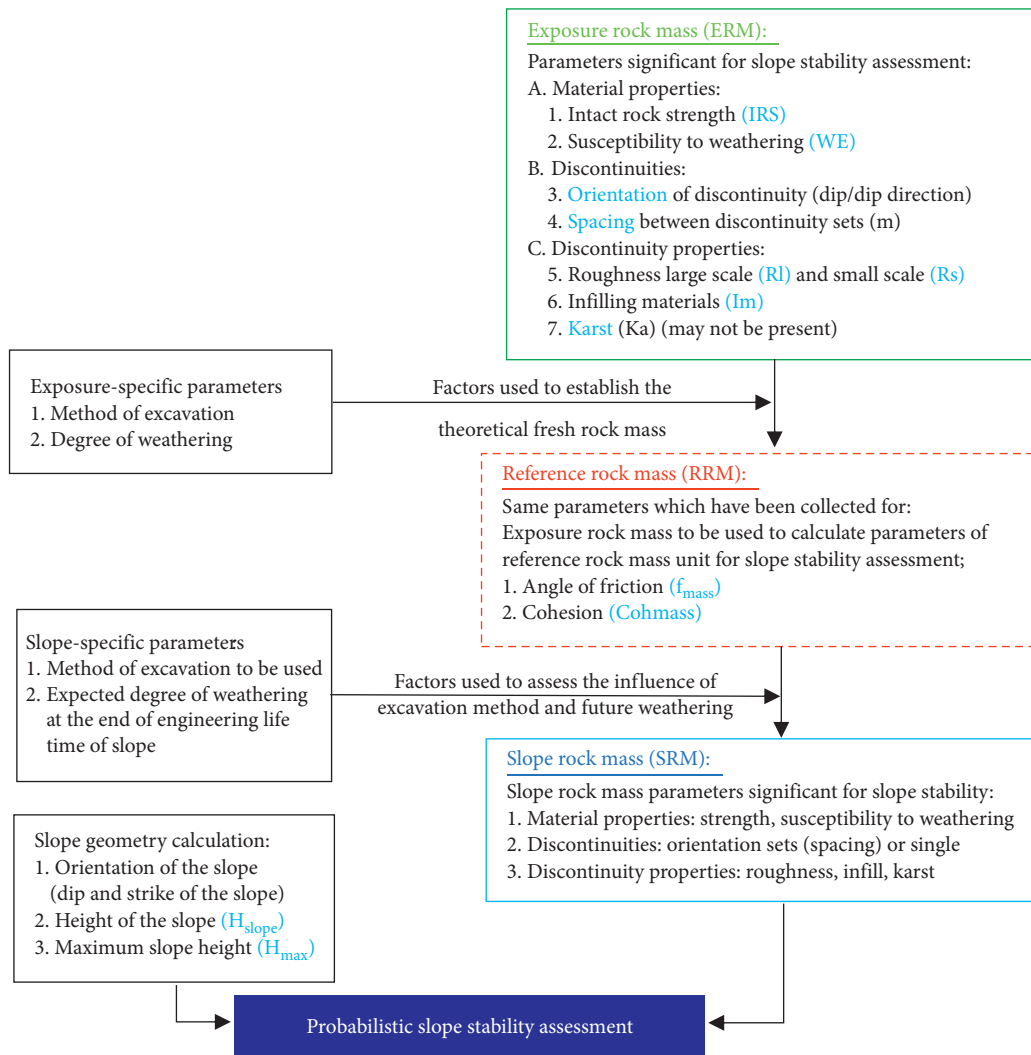 Exposure rock mass (ERM):
Parameters significant for slope stability assessment:
A. Material properties:
1. Intact rock strength (IRS)
2. Susceptibility to weathering (WE)
B. Discontinuities:
3. Orientation of discontinuity (dip/dip direction)
4. Spacing between discontinuity sets (m)
C. Discontinuity properties:
5. Roughness large scale (Rl) and small scale (Rs)
6. Infilling materials (Im)
7. Karst (Ka) (may not be present)
Exposure-specific parameters
1. Method of excavation
2. Degree of weathering
Factors used to establish the
theoretical fresh rock mass
Reference rock mass (RRM):
Same parameters which have been collected for:
Exposure rock mass to be used to calculate parameters of
reference rock mass unit for slope stability assessment;
1. Angle of friction (f_mass)
2. Cohesion (Cohmass)
Slope-specific parameters
1. Method of excavation to be used
2. Expected degree of weathering
at the end of engineering life
time of slope
Factors used to assess the influence of
excavation method and future weathering
Slope rock mass (SRM):
Slope rock mass parameters significant for slope stability:
1. Material properties: strength, susceptibility to weathering
2. Discontinuities: orientation sets (spacing) or single
3. Discontinuity properties: roughness, infill, karst
Slope geometry calculation:
1. Orientation of the slope
(dip and strike of the slope)
2. Height of the slope (H_slope)
3. Maximum slope height (H_max)
Probabilistic slope stability assessment